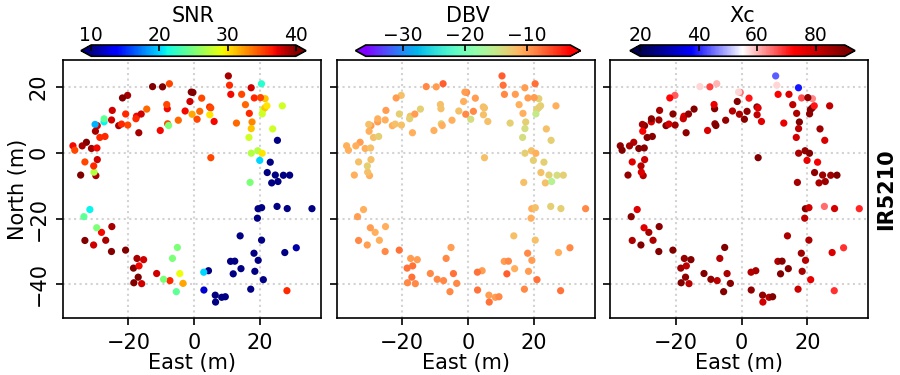 SNR DBV Xc
10 20 30 40 −30 −20 −10 20 40 60 80
20
0
−20
−40
North (m)
−20 0 20 −20 0 20 −20 0 20
East (m) East (m) East (m)
IR5210